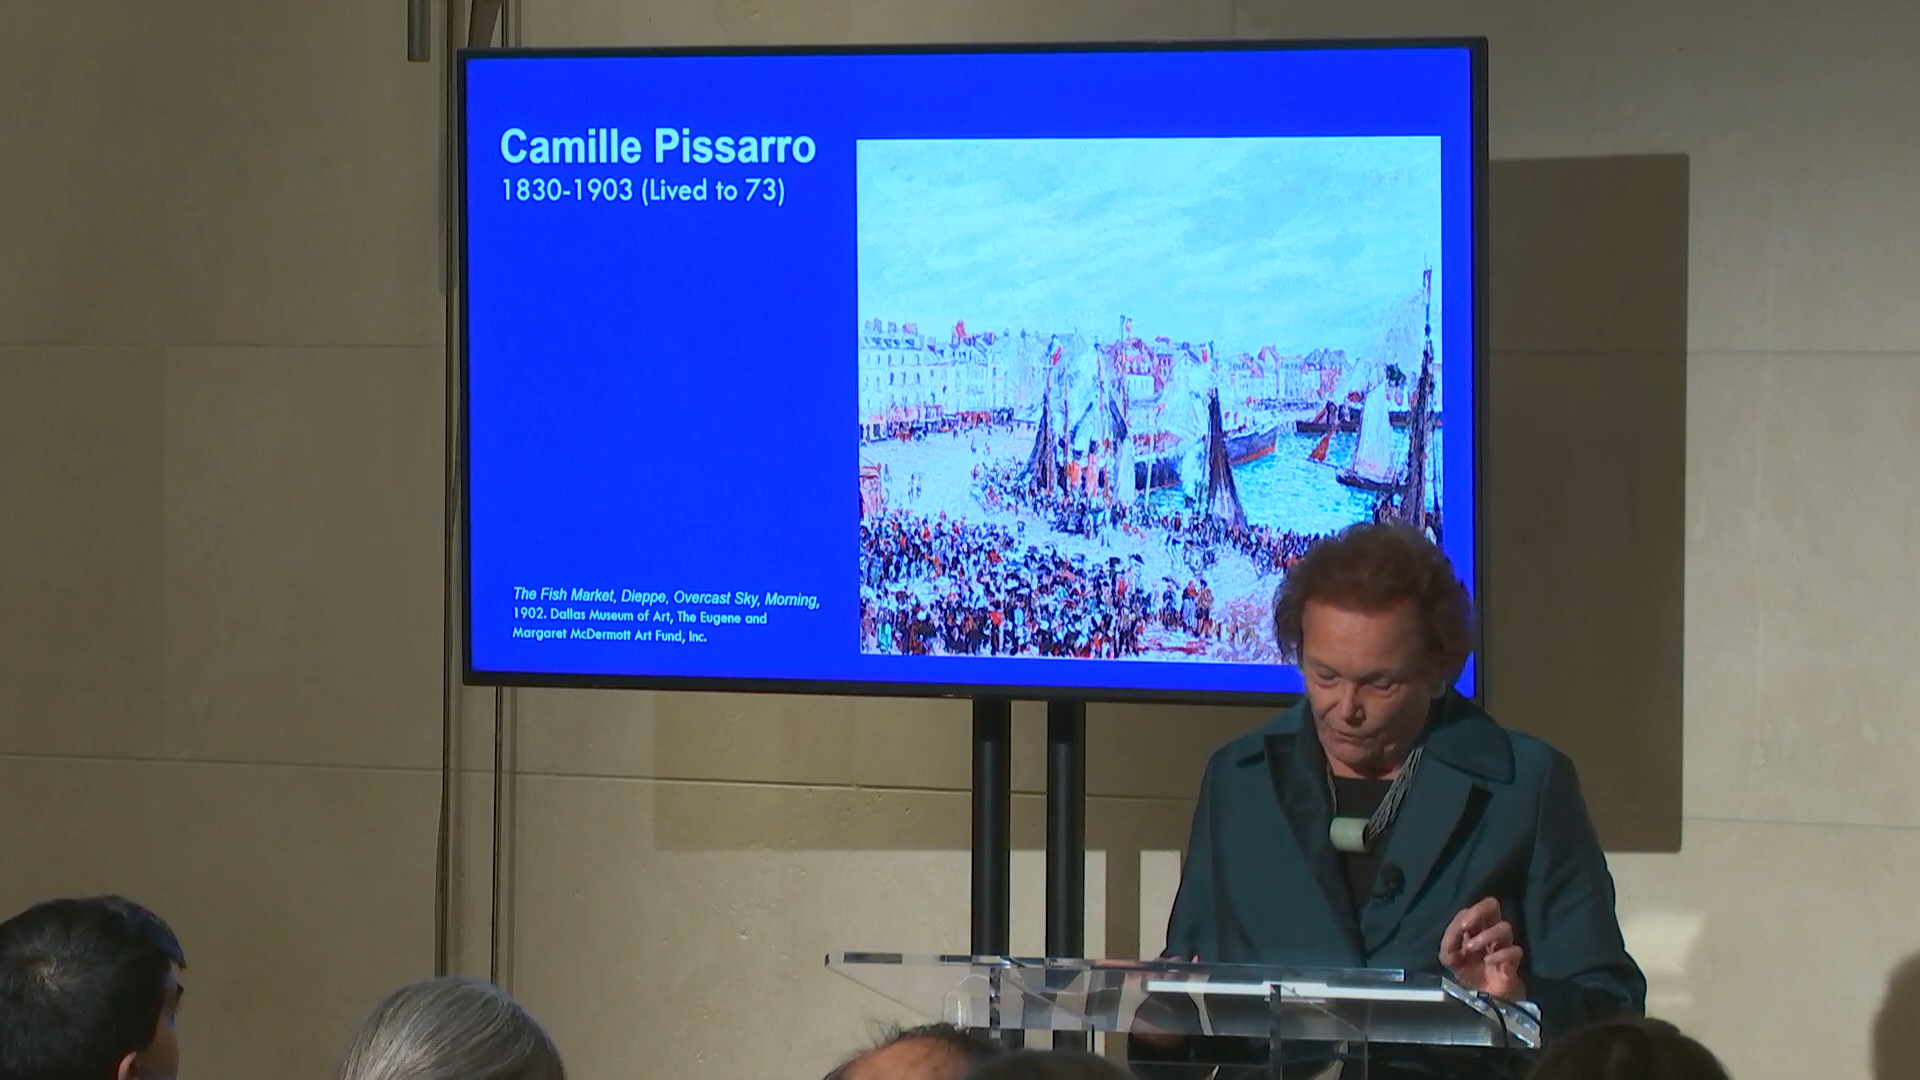 Camille Pissarro
1830-1903 (Lived to 73)
The Fish Market, Dieppe, Overcast Sky, Morning,
1902. Dallas Museum of Art, The Eugene and
Margaret McDermott Art Fund, Inc.